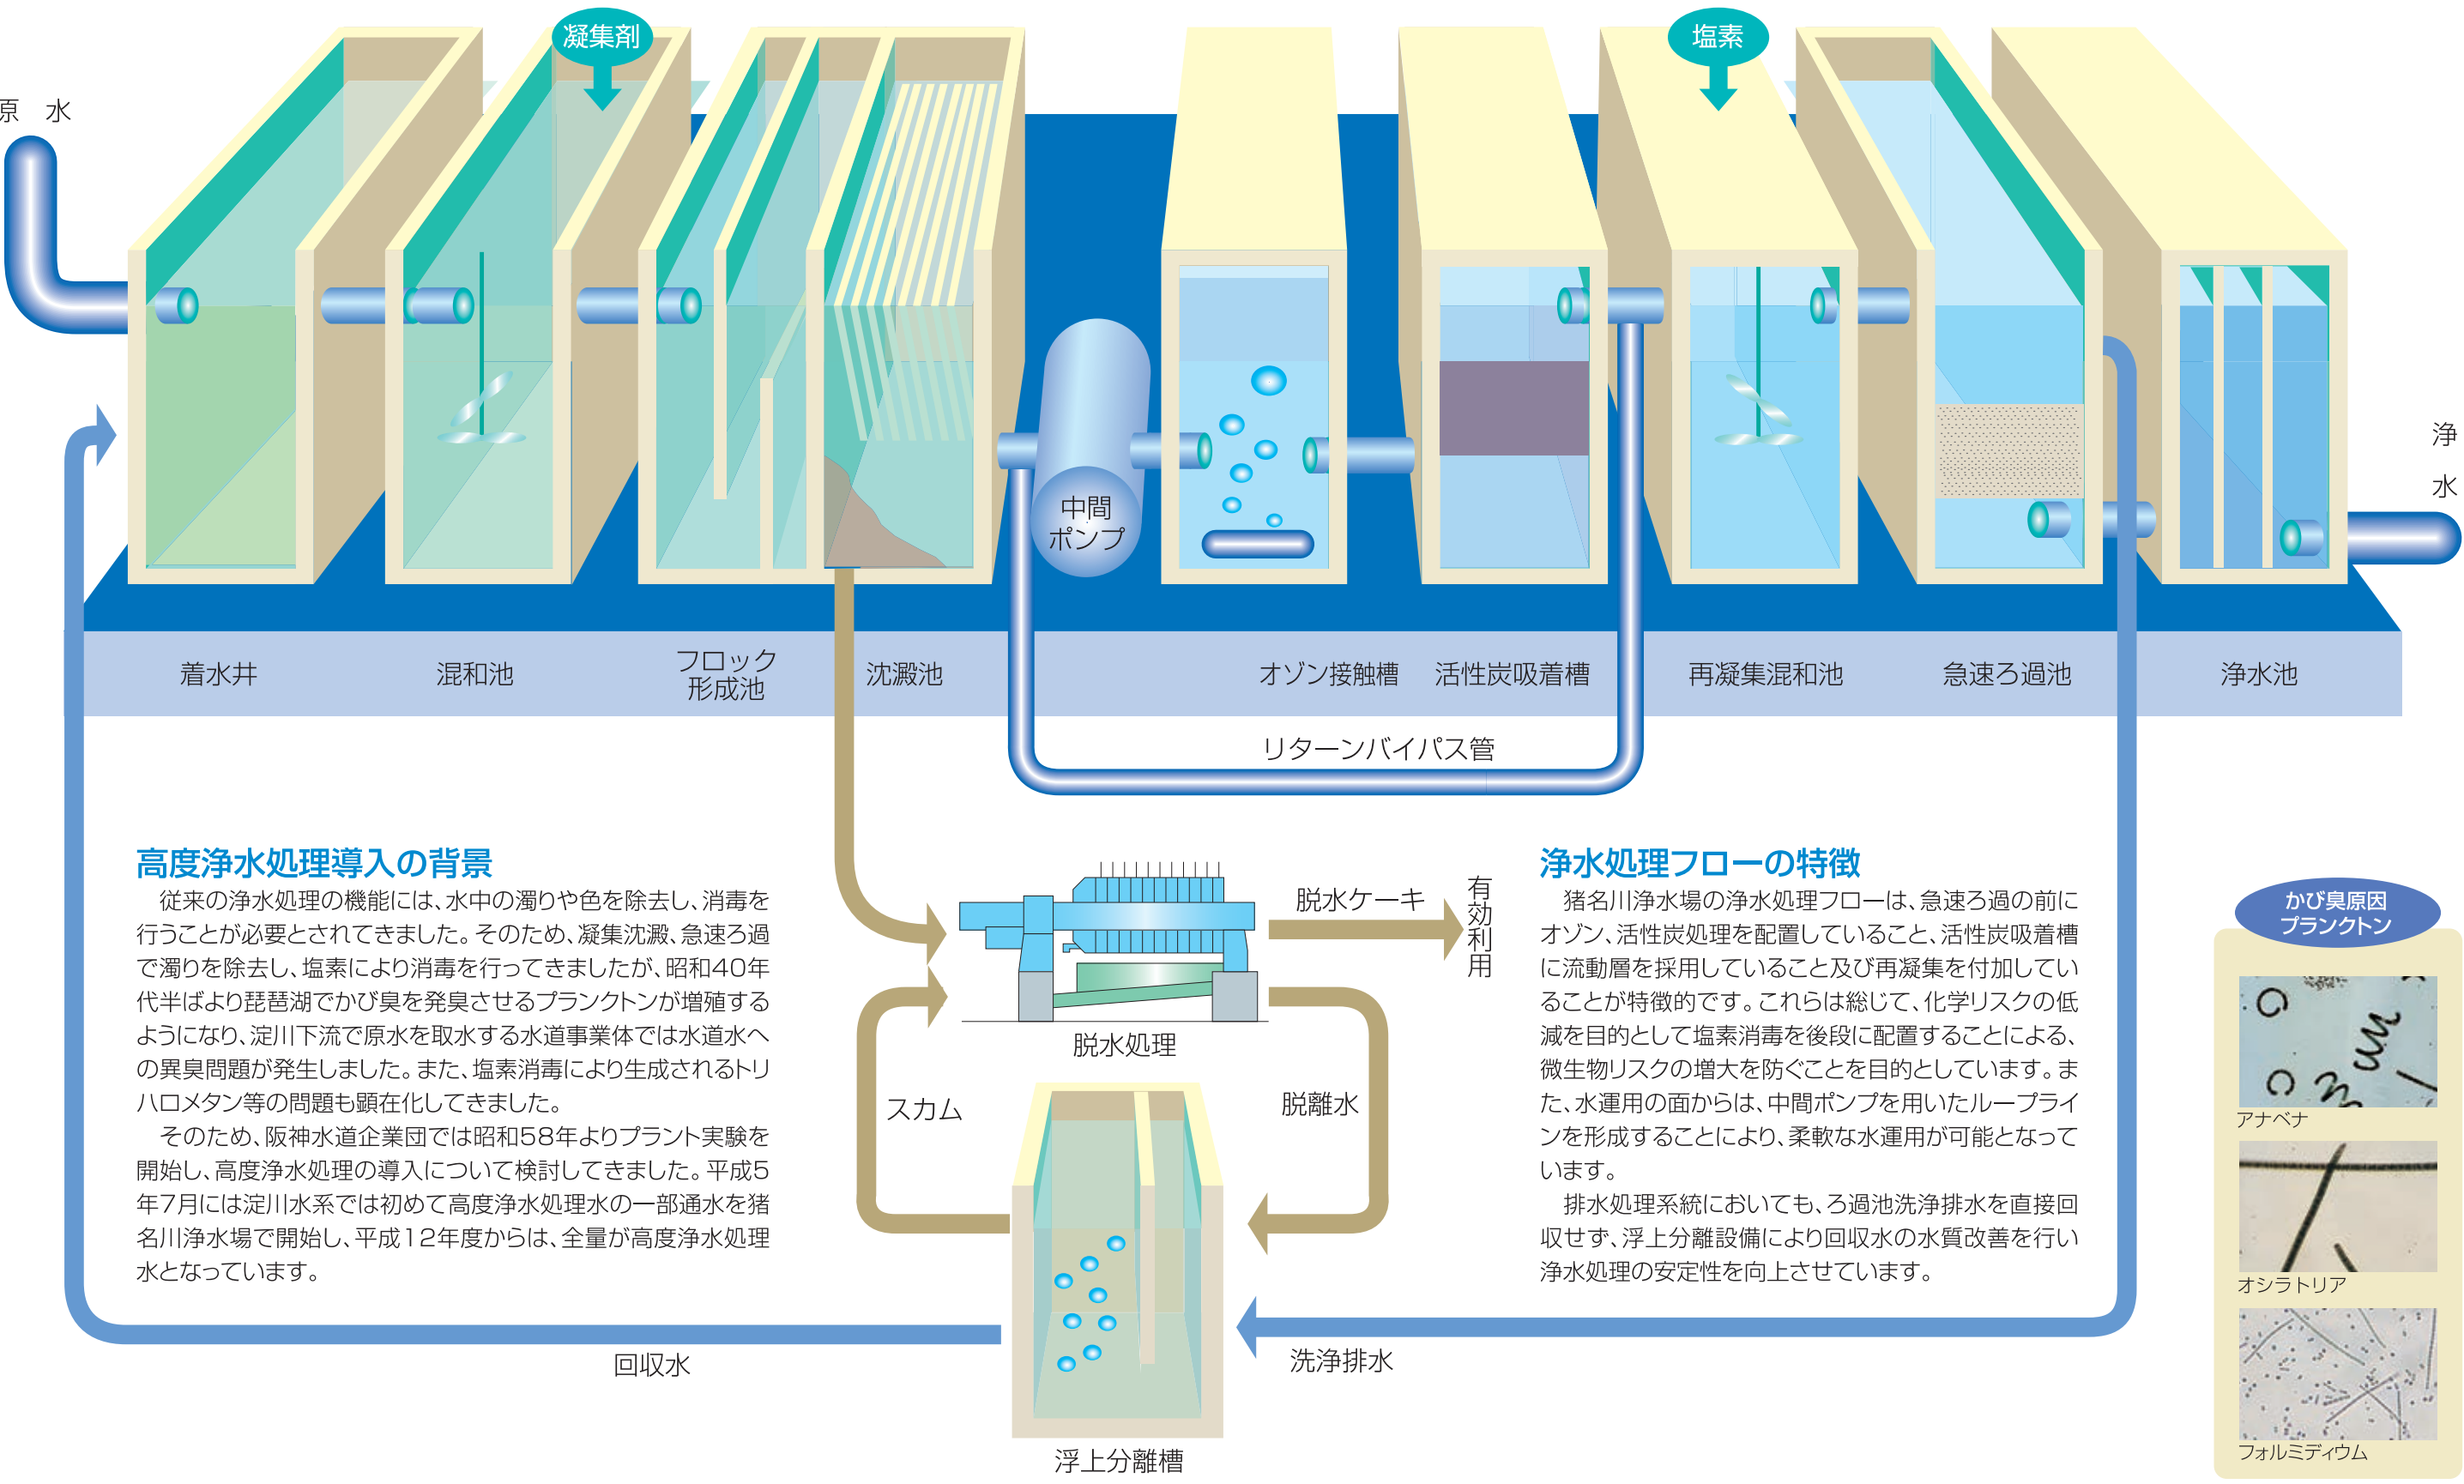 凝集剤
塩素
原　水
浄
水
中間
ポンプ
着水井
混和池
フロック
形成池
沈澱池
オゾン接触槽
活性炭吸着槽
再凝集混和池
急速ろ過池
浄水池
リターンバイパス管
高度浄水処理導入の背景
　従来の浄水処理の機能には、水中の濁りや色を除去し、消毒を
行うことが必要とされてきました。そのため、凝集沈澱、急速ろ過
で濁りを除去し、塩素により消毒を行ってきましたが、昭和40年
代半ばより琵琶湖でかび臭を発臭させるプランクトンが増殖する
ようになり、淀川下流で原水を取水する水道事業体では水道水へ
の異臭問題が発生しました。また、塩素消毒により生成されるトリ
ハロメタン等の問題も顕在化してきました。
　そのため、阪神水道企業団では昭和58年よりプラント実験を
開始し、高度浄水処理の導入について検討してきました。平成5
年7月には淀川水系では初めて高度浄水処理水の一部通水を猪
名川浄水場で開始し、平成12年度からは、全量が高度浄水処理
水となっています。
脱水ケーキ
有効利用
脱水処理
スカム
脱離水
回収水
洗浄排水
浮上分離槽
浄水処理フローの特徴
　猪名川浄水場の浄水処理フローは、急速ろ過の前に
オゾン、活性炭処理を配置していること、活性炭吸着槽
に流動層を採用していること及び再凝集を付加してい
ることが特徴的です。これらは総じて、化学リスクの低
減を目的として塩素消毒を後段に配置することによる、
微生物リスクの増大を防ぐことを目的としています。ま
た、水運用の面からは、中間ポンプを用いたループライ
ンを形成することにより、柔軟な水運用が可能となって
います。
　排水処理系統においても、ろ過池洗浄排水を直接回
収せず、浮上分離設備により回収水の水質改善を行い
浄水処理の安定性を向上させています。
かび臭原因
プランクトン
アナベナ
オシラトリア
フォルミディウム